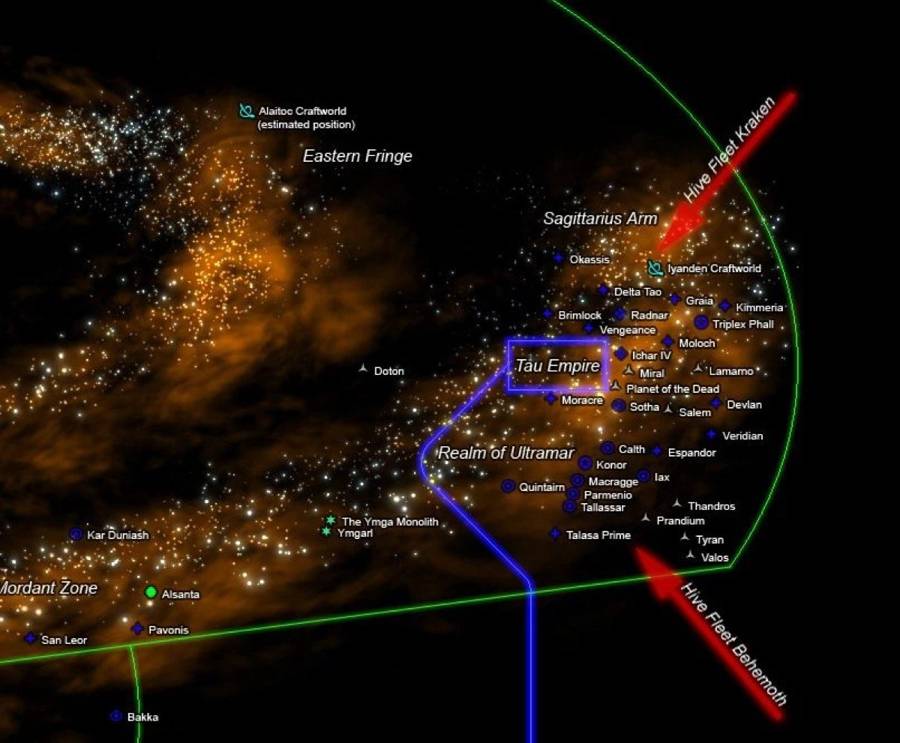 Alaitoc Craftworld
(estimated position)
Eastern Fringe
Hive Fleet Kraken
Sagittarius Arm
Okassis
Iyanden Craftworld
Delta Tao
Graia
Kimmeria
Brimlock
Radnar
Triplex Phall
Vengeance
Moloch
Ichar IV
Tau Empire
Doton
Miral
Lamarno
Planet of the Dead
Moracre
Sotha
Salem
Devlan
Veridian
Realm of Ultramar
Calth
Espandor
Konor
Quintarn
Macragge
Iax
Parmenio
Tallassar
Thandros
Prandium
The Ymga Monolith
Ymgarl
Kar Duniash
Talasa Prime
Tyran
Valos
Mordant Zone
Alsanta
Hive Fleet Behemoth
San Leor
Pavonis
Bakka